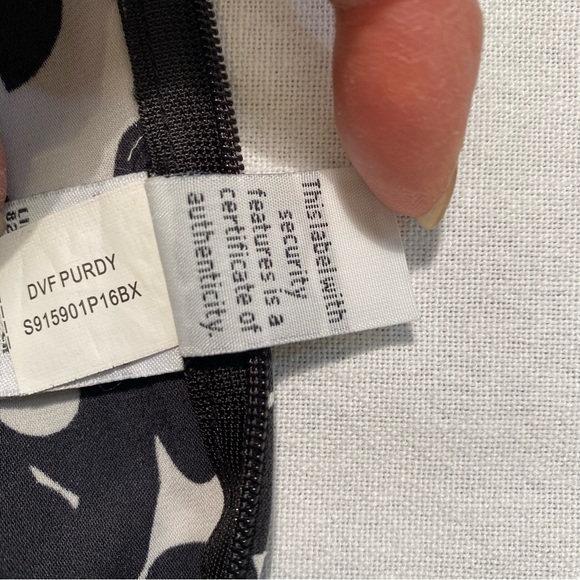 DVF PURDY
S915901P16BX
This label with
security
features is a
certificate of
authenticity.